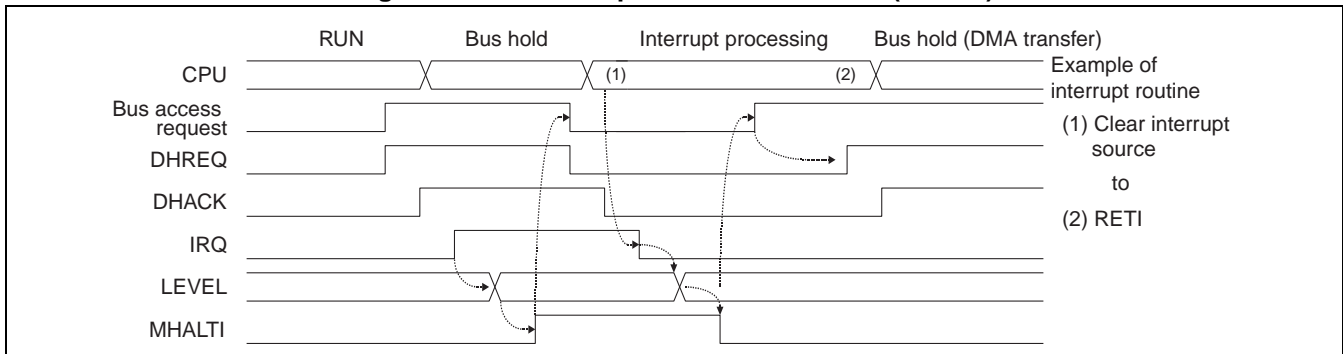 RUN Bus hold Interrupt processing Bus hold (DMA transfer)
CPU (1) (2) Example of
interrupt routine
Bus access
request
(1) Clear interrupt
source
DHREQ
to
DHACK
(2) RETI
IRQ
LEVEL
MHALTI